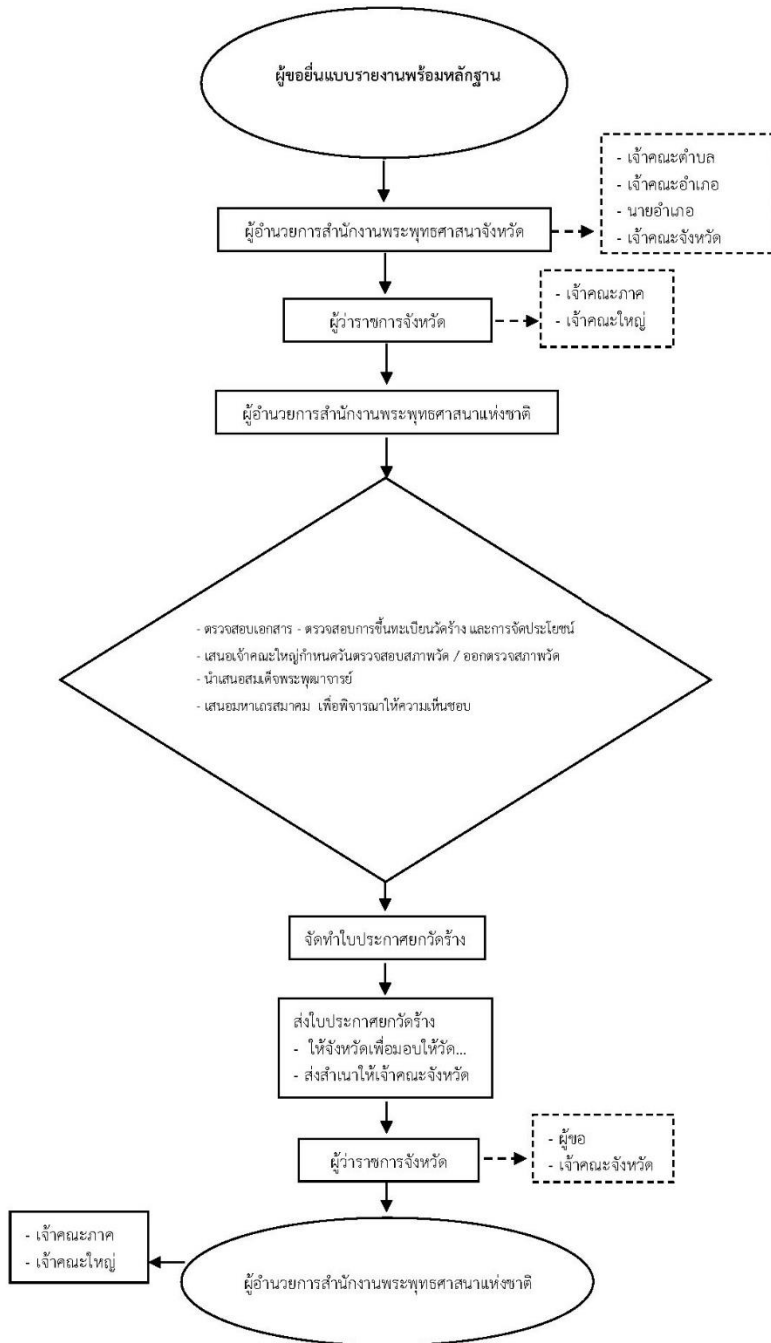 ผู้ขอยื่นแบบรายงานพร้อมหลักฐาน
- เจ้าคณะตำบล
- เจ้าคณะอำเภอ
- นายอำเภอ
- เจ้าคณะจังหวัด
ผู้อำนวยการสำนักงานพระพุทธศาสนาจังหวัด
- เจ้าคณะภาค
- เจ้าคณะใหญ่
ผู้ว่าราชการจังหวัด
ผู้อำนวยการสำนักงานพระพุทธศาสนาแห่งชาติ
- ตรวจสอบเอกสาร - ตรวจสอบการขึ้นทะเบียนวัดร้าง และการจัดประโยชน์
- เสนอเจ้าคณะใหญ่กำหนดวันตรวจสอบสภาพวัด / ออกตรวจสภาพวัด
- นำเสนอสมเด็จพระพุฒาจารย์
- เสนอมหาเถรสมาคม เพื่อพิจารณาให้ความเห็นชอบ
จัดทำใบประกาศยกวัดร้าง
ส่งใบประกาศยกวัดร้าง
- ให้จังหวัดเพื่อมอบให้วัด...
- ส่งสำเนาให้เจ้าคณะจังหวัด
ผู้ว่าราชการจังหวัด
- ผู้ขอ
- เจ้าคณะจังหวัด
- เจ้าคณะภาค
- เจ้าคณะใหญ่
ผู้อำนวยการสำนักงานพระพุทธศาสนาแห่งชาติ